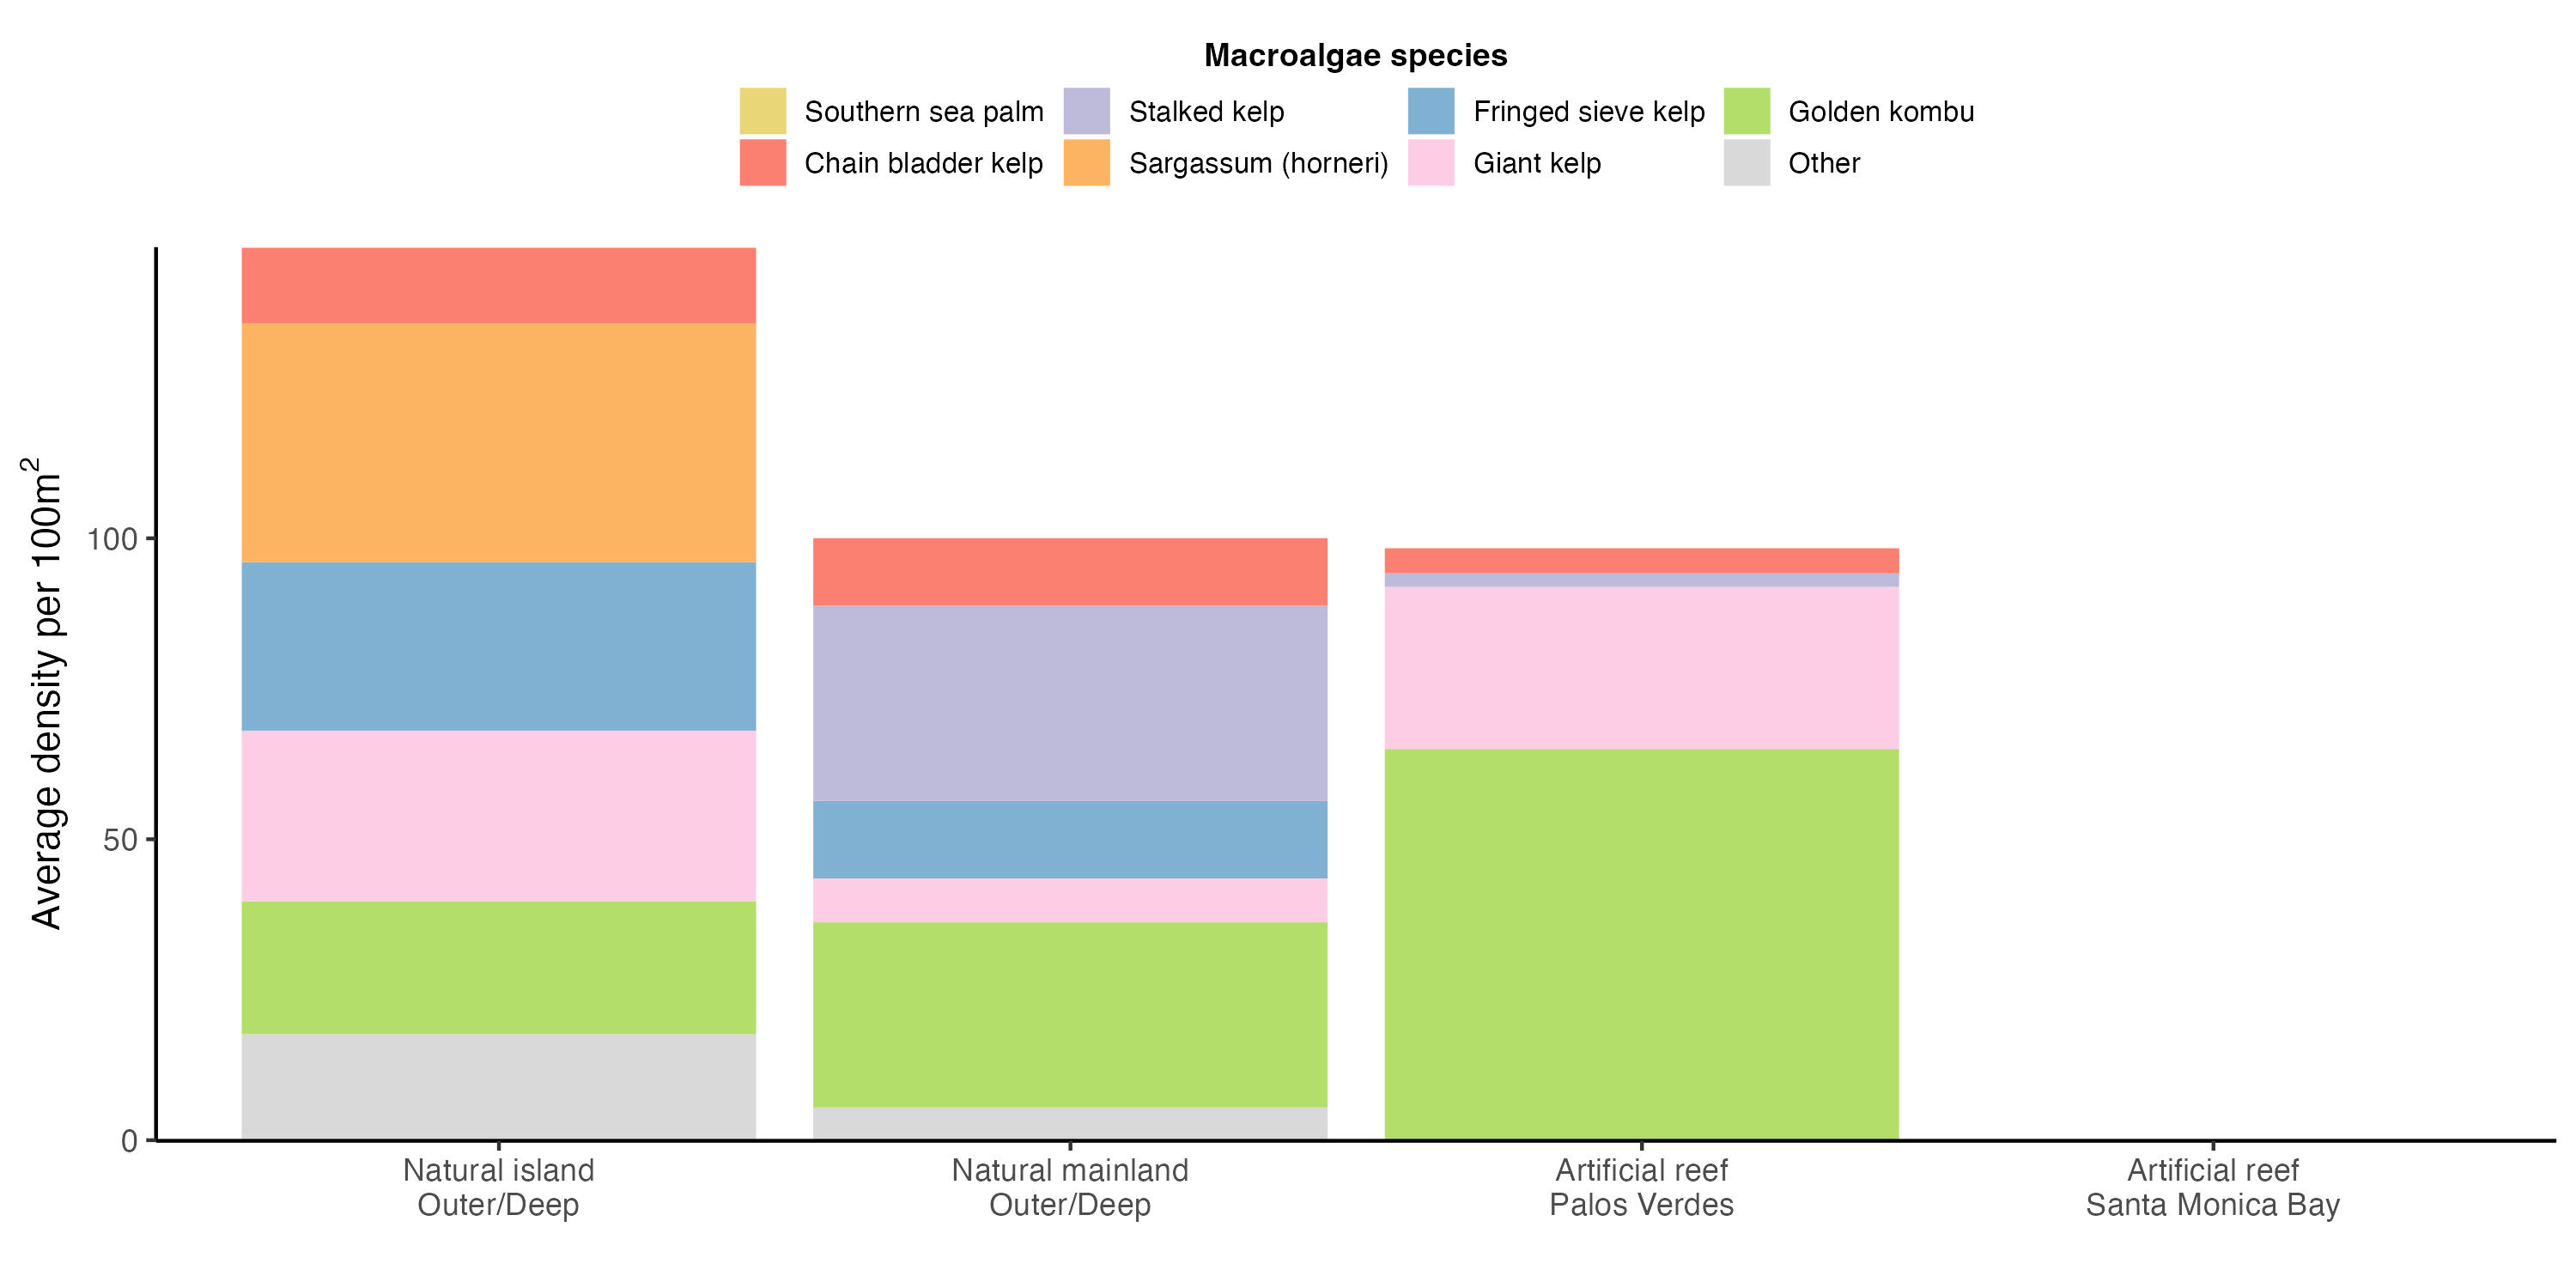 Macroalgae species
Southern sea palm
Stalked kelp
Fringed sieve kelp
Golden kombu
Chain bladder kelp
Sargassum (horneri)
Giant kelp
Other
Average density per 100m²
100
50
0
Natural island
Outer/Deep
Natural mainland
Outer/Deep
Artificial reef
Palos Verdes
Artificial reef
Santa Monica Bay